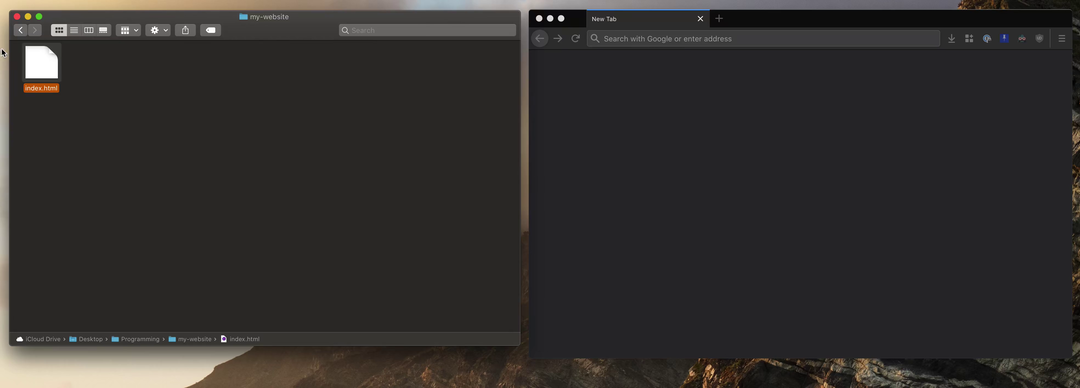 my-website
Search
index.html
iCloud Drive Desktop Programming my-website index.html
New Tab
Search with Google or enter address